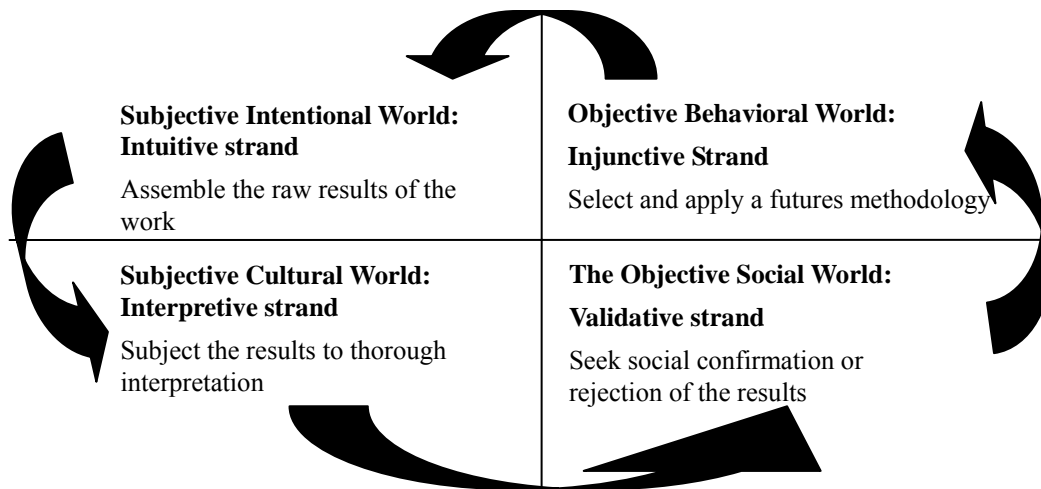 Subjective Intentional World:
Intuitive strand
Assemble the raw results of the
work
Objective Behavioral World:
Injunctive Strand
Select and apply a futures methodology
Subjective Cultural World:
Interpretive strand
Subject the results to thorough
interpretation
The Objective Social World:
Validative strand
Seek social confirmation or
rejection of the results